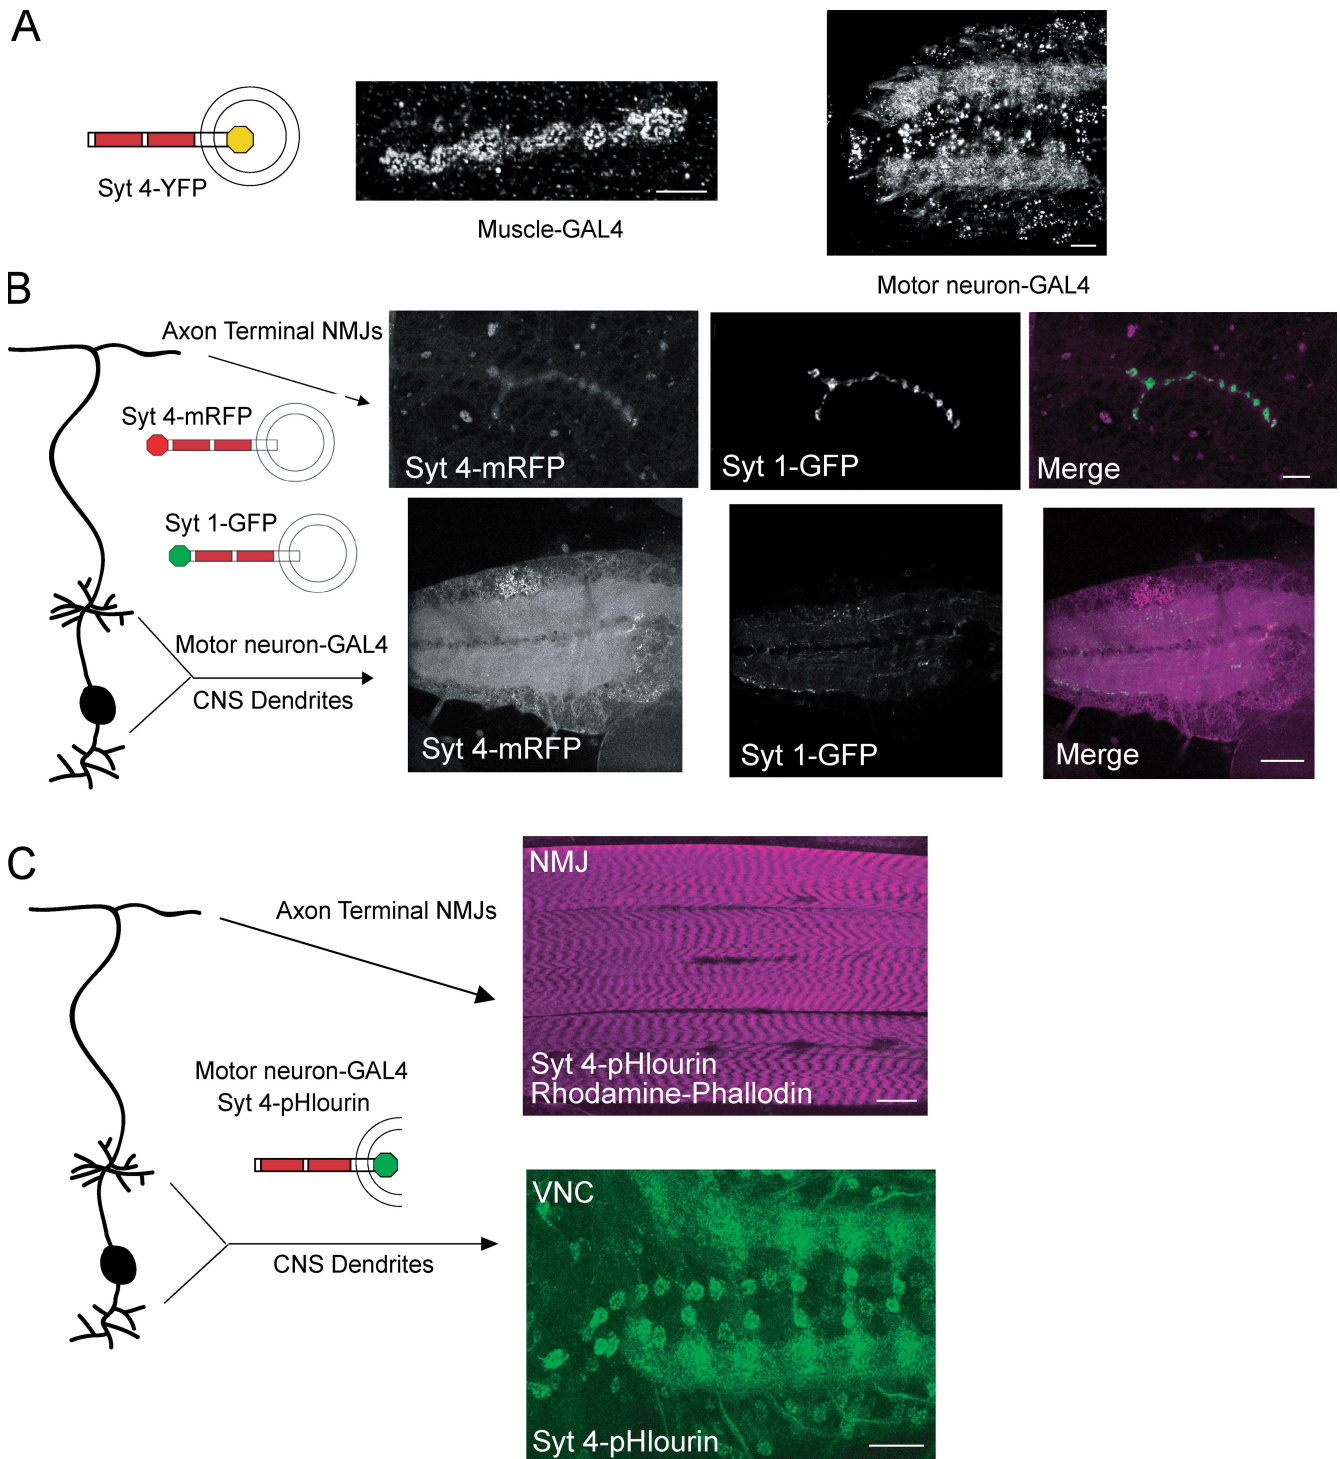 A
Syt 4-YFP
Muscle-GAL4
Motor neuron-GAL4
B
Axon Terminal NMJs
Syt 4-mRFP
Syt 1-GFP
Motor neuron-GAL4
CNS Dendrites
Syt 4-mRFP
Syt 1-GFP
Merge
Syt 4-mRFP
Syt 1-GFP
Merge
C
Axon Terminal NMJs
Motor neuron-GAL4
Syt 4-pHlourin
CNS Dendrites
NMJ
Syt 4-pHlourin
Rhodamine-Phallodin
VNC
Syt 4-pHlourin